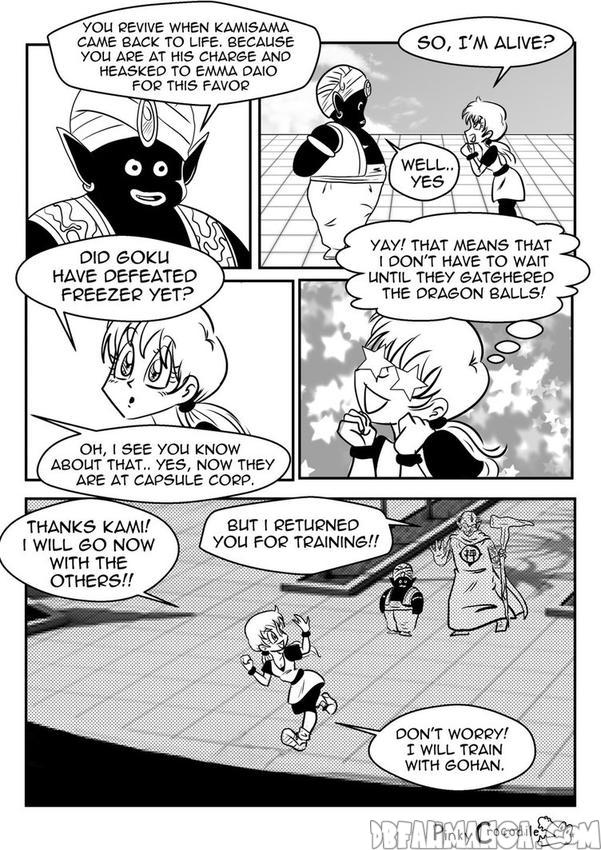 YOU REVIVE WHEN KAMISAMA
CAME BACK TO LIFE. BECAUSE
YOU ARE AT HIS CHARGE AND
HEASKED TO EMMA DAIO
FOR THIS FAVOR
SO, I'M ALIVE?
WELL..
YES
DID GOKU
HAVE DEFEATED
FREEZER YET?
YAY! THAT MEANS THAT
I DON'T HAVE TO WAIT
UNTIL THEY GATGHERED
THE DRAGON BALLS!
OH, I SEE YOU KNOW
ABOUT THAT.. YES, NOW THEY
ARE AT CAPSULE CORP.
THANKS KAMI!
I WILL GO NOW
WITH THE
OTHERS!!
BUT I RETURNED
YOU FOR TRAINING!!
神
DON'T WORRY!
I WILL TRAIN
WITH GOHAN.
Pinky Crocodile
DBFANMANGA.COM